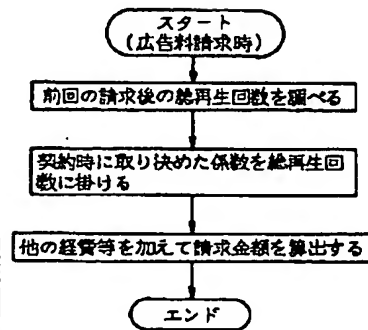 スタート
(広告料請求時)
前回の請求後の総再生回数を調べる
契約時に取り決めた係数を総再生回
数に掛ける
他の経費等を加えて請求金額を算出する
エンド